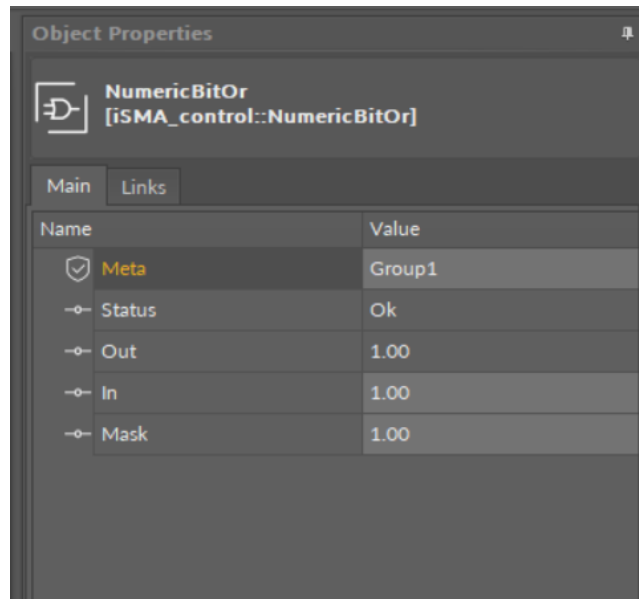 Object Properties
NumericBitOr
[iSMA_control::NumericBitOr]
Main Links
Name Value
Meta Group1
Status Ok
Out 1.00
In 1.00
Mask 1.00